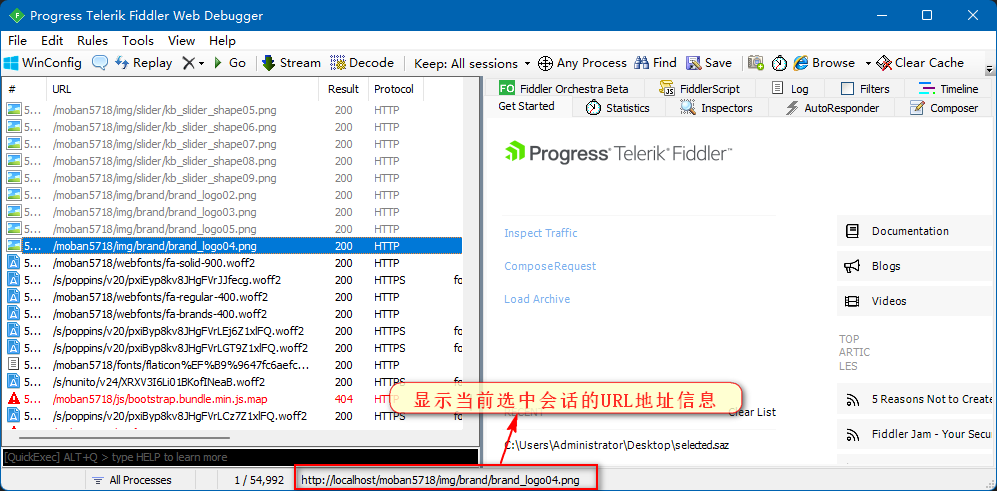 Progress Telerik Fiddler Web Debugger
File Edit Rules Tools View Help
WinConfig Replay Go Stream Decode Keep: All sessions Any Process Find Save Browse Clear Cache
# URL Result Protocol
5... /moban5718/img/slider/kb_slider_shape05.png 200 HTTP
5... /moban5718/img/slider/kb_slider_shape06.png 200 HTTP
5... /moban5718/img/slider/kb_slider_shape07.png 200 HTTP
5... /moban5718/img/slider/kb_slider_shape08.png 200 HTTP
5... /moban5718/img/slider/kb_slider_shape09.png 200 HTTP
5... /moban5718/img/brand/brand_logo02.png 200 HTTP
5... /moban5718/img/brand/brand_logo03.png 200 HTTP
5... /moban5718/img/brand/brand_logo05.png 200 HTTP
5... /moban5718/img/brand/brand_logo04.png 200 HTTP
5... /moban5718/webfonts/fa-solid-900.woff2 200 HTTP
5... /s/poppins/v20/pxiEyp8kv8JHgFVrJJfecg.woff2 200 HTTPS fo
5... /moban5718/webfonts/fa-regular-400.woff2 200 HTTP
5... /moban5718/webfonts/fa-brands-400.woff2 200 HTTP
5... /s/poppins/v20/pxiByp8kv8JHgFVrLEj6Z1xlFQ.woff2 200 HTTPS fo
5... /s/poppins/v20/pxiByp8kv8JHgFVrLGT9Z1xlFQ.woff2 200 HTTPS fo
5... /moban5718/fonts/flaticon%EF%B9%9647fc6aefc... 200 HTTP
5... /s/nunito/v24/XRXV3I6Li01BKofINeaB.woff2 200 HTTPS
5... /moban5718/js/bootstrap.bundle.min.js.map 404 HTTP
5... /s/poppins/v20/pxiByp8kv8JHgFVrLCz7Z1xlFQ.woff2 200 HTTPS
[QuickExec] ALT+Q > type HELP to learn more
FO Fiddler Orchestra Beta FiddlerScript Log Filters Timeline
Get Started Statistics Inspectors AutoResponder Composer
Progress Telerik Fiddler
Inspect Traffic
Compose Request
Load Archive
Documentation
Blogs
Videos
TOP
ARTIC
LES
5 Reasons Not to Create
Fiddler Jam - Your Secu
显示当前选中会话的URL地址信息
RECENT Clear List
C:\Users\Administrator\Desktop\selected.saz
All Processes 1 / 54,992 http://localhost/moban5718/img/brand/brand_logo04.png